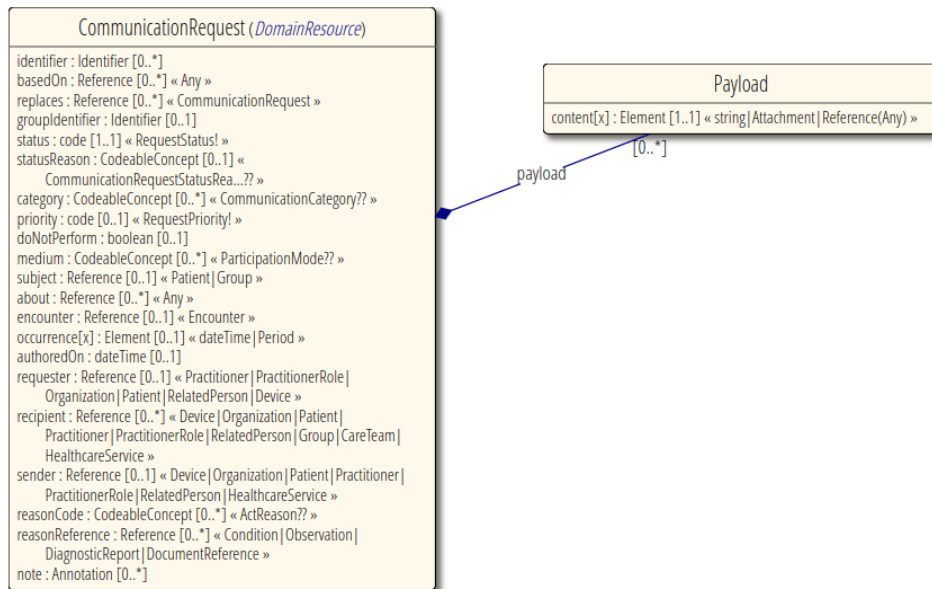 CommunicationRequest (DomainResource)
identifier : Identifier [0..*]
basedOn : Reference [0..*] « Any »
replaces : Reference [0..*] « CommunicationRequest »
groupIdentifier : Identifier [0..1]
status : code [1..1] « RequestStatus! »
statusReason : CodeableConcept [0..1] «
CommunicationRequestStatusRea...?? »
category : CodeableConcept [0..*] « CommunicationCategory?? »
priority : code [0..1] « RequestPriority! »
doNotPerform : boolean [0..1]
medium : CodeableConcept [0..*] « ParticipationMode?? »
subject : Reference [0..1] « Patient|Group »
about : Reference [0..*] « Any »
encounter : Reference [0..1] « Encounter »
occurrence[x] : Element [0..1] « dateTime|Period »
authoredOn : dateTime [0..1]
requester : Reference [0..1] « Practitioner|PractitionerRole|
Organization|Patient|RelatedPerson|Device »
recipient : Reference [0..*] « Device|Organization|Patient|
Practitioner|PractitionerRole|RelatedPerson|Group|CareTeam|
HealthcareService »
sender : Reference [0..1] « Device|Organization|Patient|Practitioner|
PractitionerRole|RelatedPerson|HealthcareService »
reasonCode : CodeableConcept [0..*] « ActReason?? »
reasonReference : Reference [0..*] « Condition|Observation|
DiagnosticReport|DocumentReference »
note : Annotation [0..*]
Payload
content[x] : Element [1..1] « string|Attachment|Reference(Any) »
[0..*]
payload